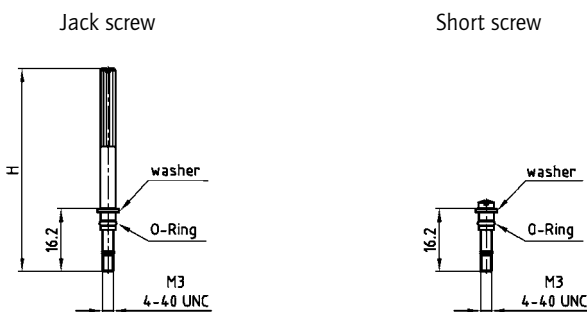 Jack screw
Short screw
H
16.2
washer
O-Ring
M3
4-40 UNC
16.2
washer
O-Ring
M3
4-40 UNC